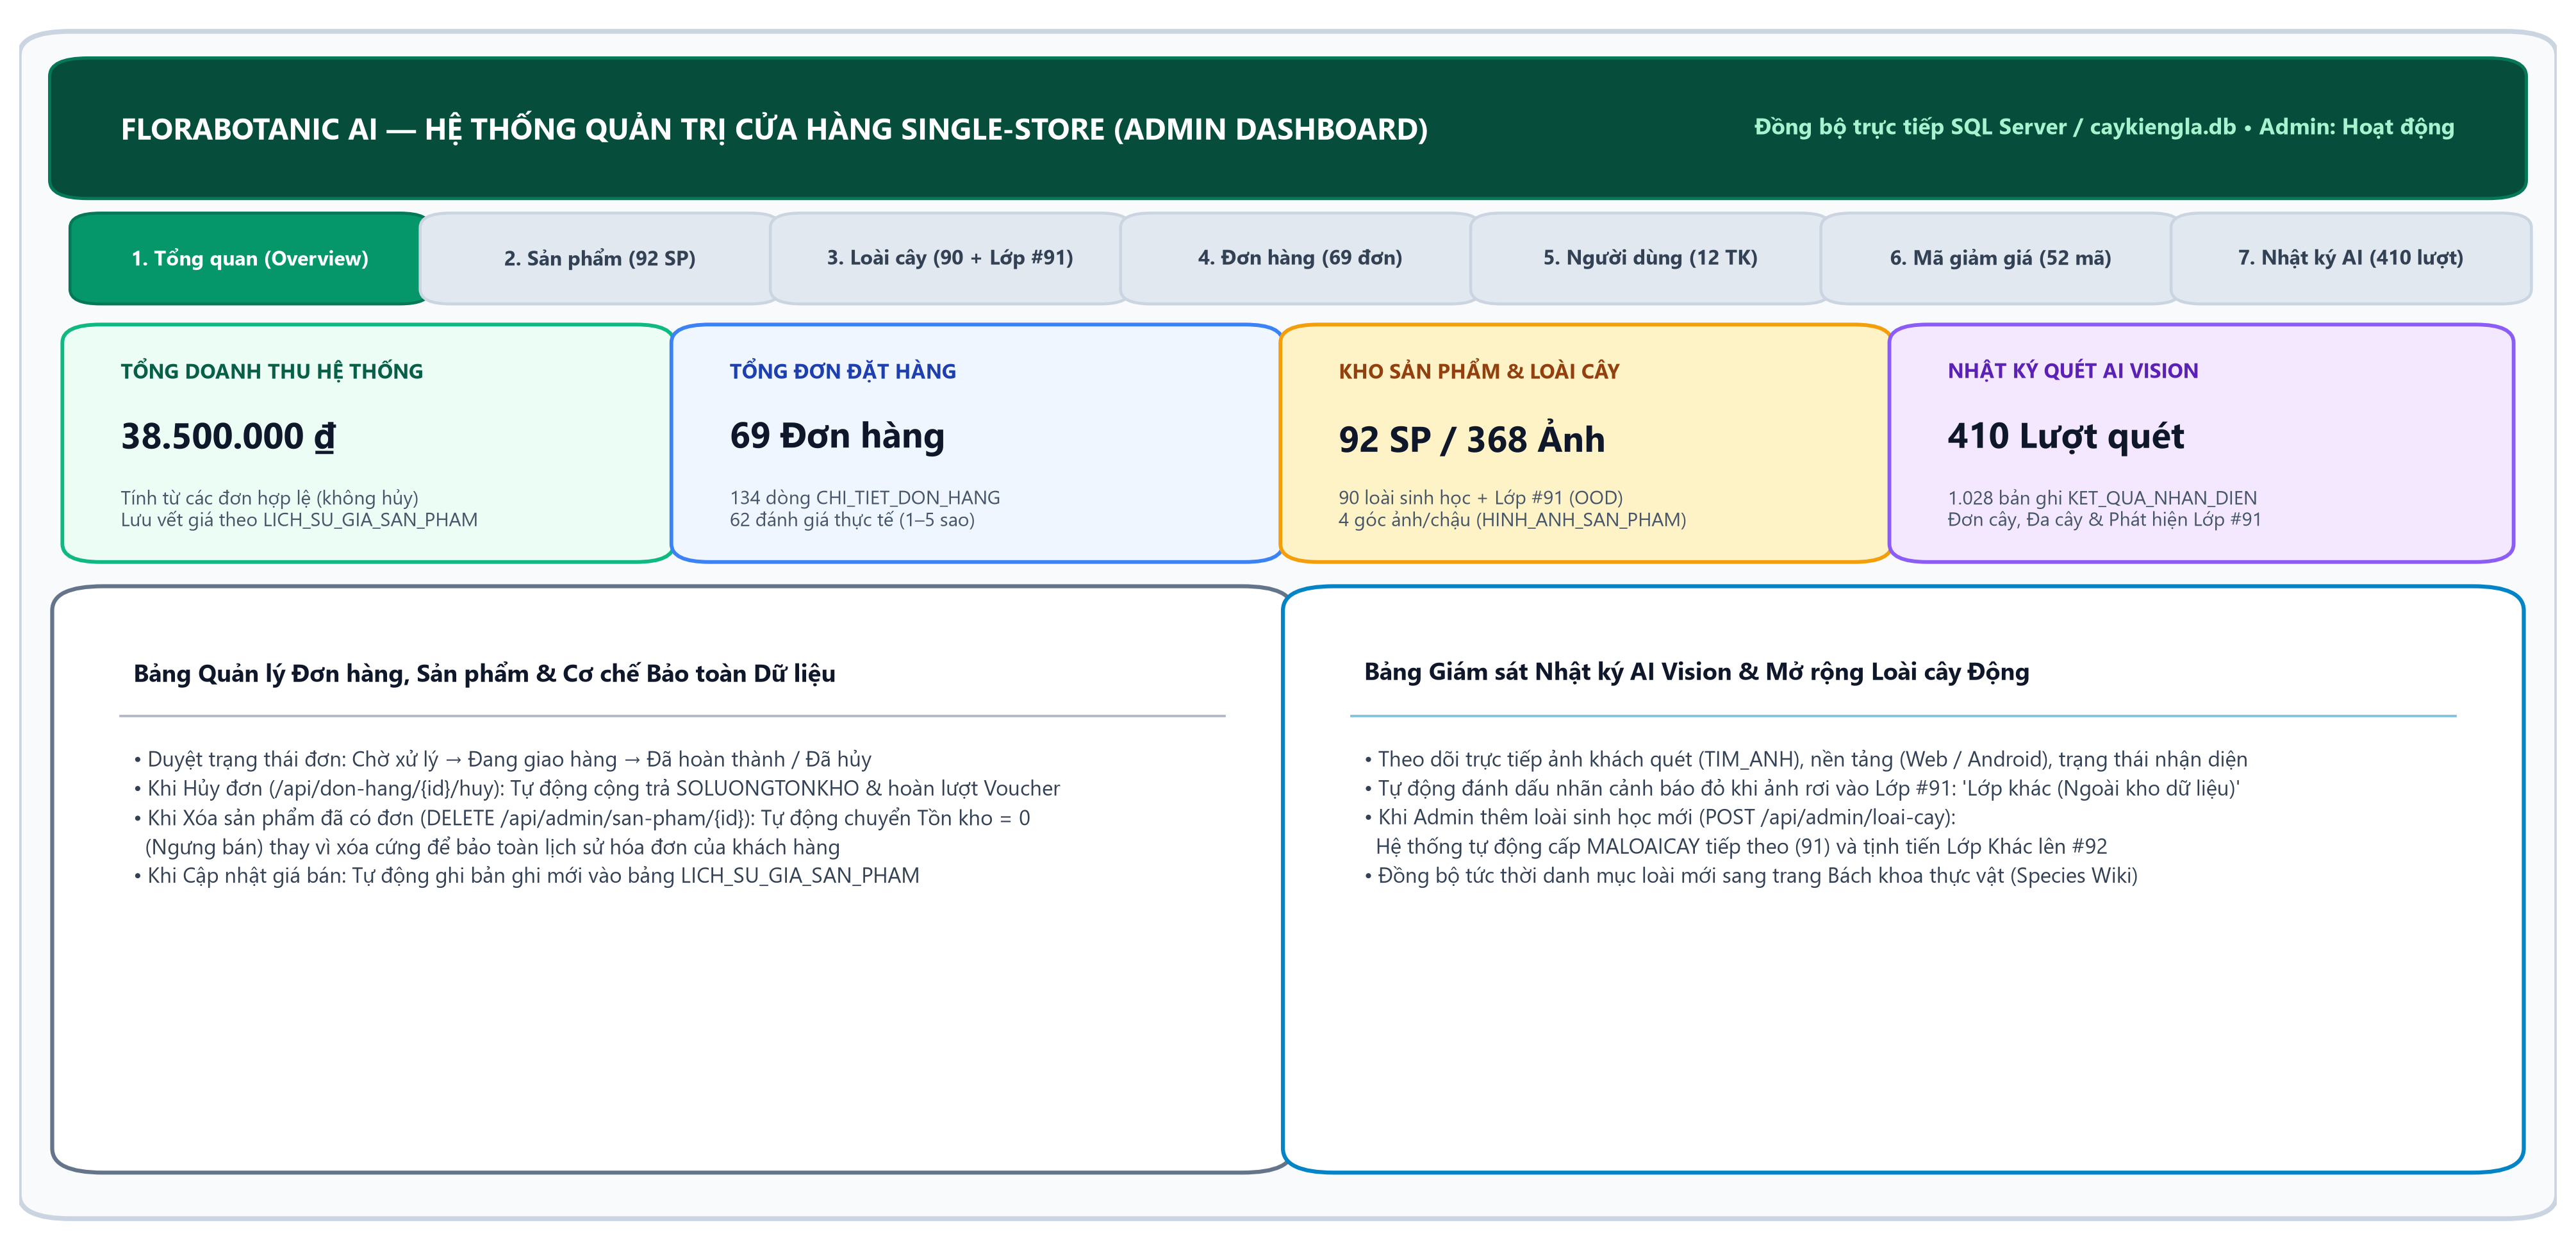 FLORABOTANIC AI — HỆ THỐNG QUẢN TRỊ CỬA HÀNG SINGLE-STORE (ADMIN DASHBOARD)
Đồng bộ trực tiếp SQL Server / caykiengla.db • Admin: Hoạt động
1. Tổng quan (Overview)
2. Sản phẩm (92 SP)
3. Loài cây (90 + Lớp #91)
4. Đơn hàng (69 đơn)
5. Người dùng (12 TK)
6. Mã giảm giá (52 mã)
7. Nhật ký AI (410 lượt)
TỔNG DOANH THU HỆ THỐNG
38.500.000 ₫
Tính từ các đơn hợp lệ (không hủy)
Lưu vết giá theo LICH_SU_GIA_SAN_PHAM
TỔNG ĐƠN ĐẶT HÀNG
69 Đơn hàng
134 dòng CHI_TIET_DON_HANG
62 đánh giá thực tế (1–5 sao)
KHO SẢN PHẨM & LOÀI CÂY
92 SP / 368 Ảnh
90 loài sinh học + Lớp #91 (OOD)
4 góc ảnh/chậu (HINH_ANH_SAN_PHAM)
NHẬT KÝ QUÉT AI VISION
410 Lượt quét
1.028 bản ghi KET_QUA_NHAN_DIEN
Đơn cây, Đa cây & Phát hiện Lớp #91
Bảng Quản lý Đơn hàng, Sản phẩm & Cơ chế Bảo toàn Dữ liệu
• Duyệt trạng thái đơn: Chờ xử lý → Đang giao hàng → Đã hoàn thành / Đã hủy
• Khi Hủy đơn (/api/don-hang/{id}/huy): Tự động cộng trả SOLUONGTONKHO & hoàn lượt Voucher
• Khi Xóa sản phẩm đã có đơn (DELETE /api/admin/san-pham/{id}): Tự động chuyển Tồn kho = 0
(Ngưng bán) thay vì xóa cứng để bảo toàn lịch sử hóa đơn của khách hàng
• Khi Cập nhật giá bán: Tự động ghi bản ghi mới vào bảng LICH_SU_GIA_SAN_PHAM
Bảng Giám sát Nhật ký AI Vision & Mở rộng Loài cây Động
• Theo dõi trực tiếp ảnh khách quét (TIM_ANH), nền tảng (Web / Android), trạng thái nhận diện
• Tự động đánh dấu nhãn cảnh báo đỏ khi ảnh rơi vào Lớp #91: 'Lớp khác (Ngoài kho dữ liệu)'
• Khi Admin thêm loài sinh học mới (POST /api/admin/loai-cay):
Hệ thống tự động cấp MALOAICAY tiếp theo (91) và tịnh tiến Lớp Khác lên #92
• Đồng bộ tức thời danh mục loài mới sang trang Bách khoa thực vật (Species Wiki)